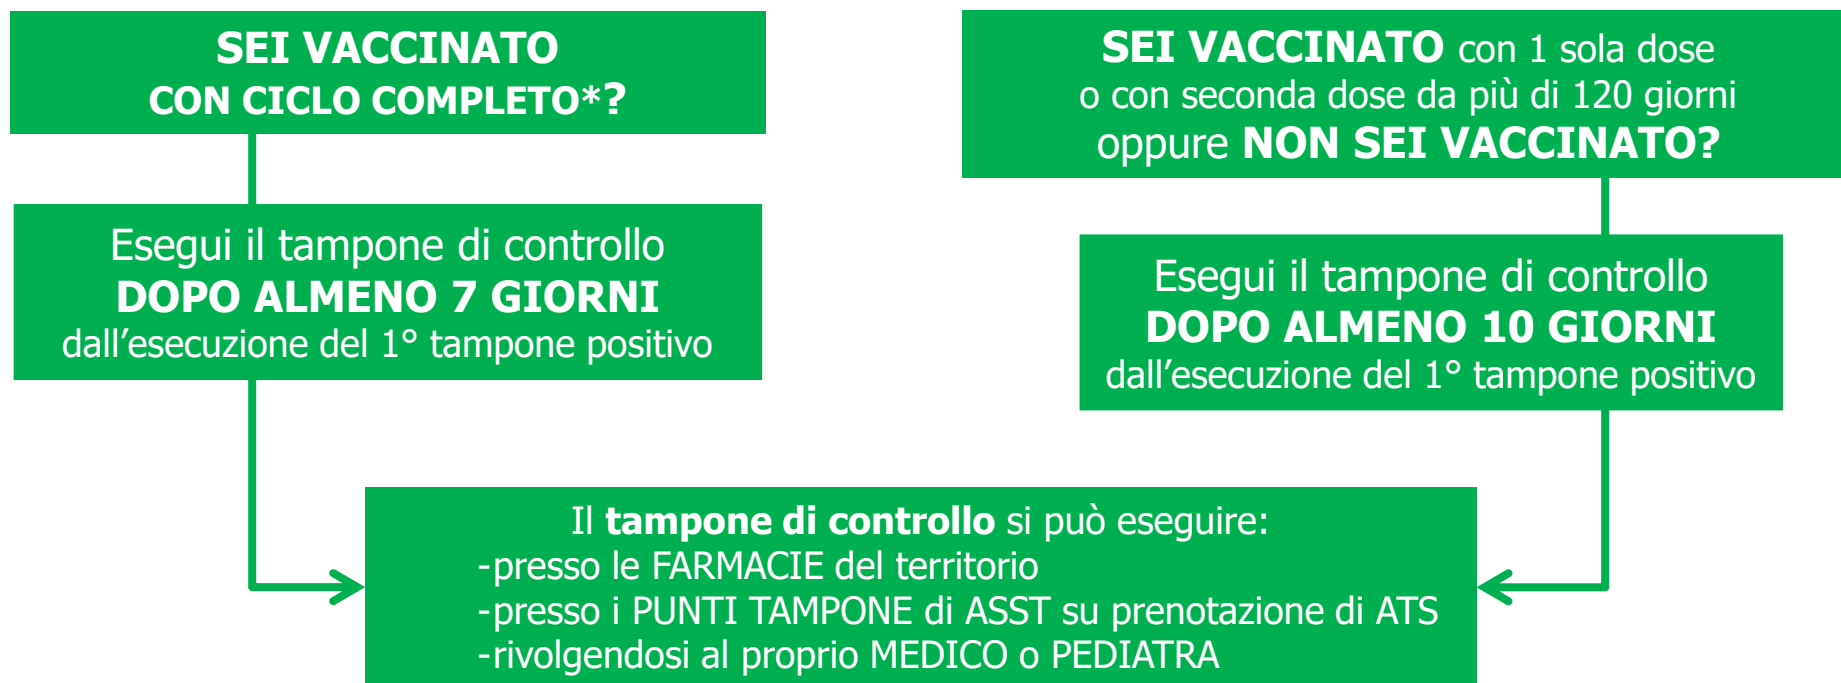 SEI VACCINATO
CON CICLO COMPLETO*?
Esegui il tampone di controllo
DOPO ALMENO 7 GIORNI
dall'esecuzione del 1° tampone positivo
SEI VACCINATO con 1 sola dose
o con seconda dose da più di 120 giorni
oppure NON SEI VACCINATO?
Esegui il tampone di controllo
DOPO ALMENO 10 GIORNI
dall'esecuzione del 1° tampone positivo
Il tampone di controllo si può eseguire:
-presso le FARMACIE del territorio
-presso i PUNTI TAMPONE di ASST su prenotazione di ATS
-rivolgendosi al proprio MEDICO o PEDIATRA